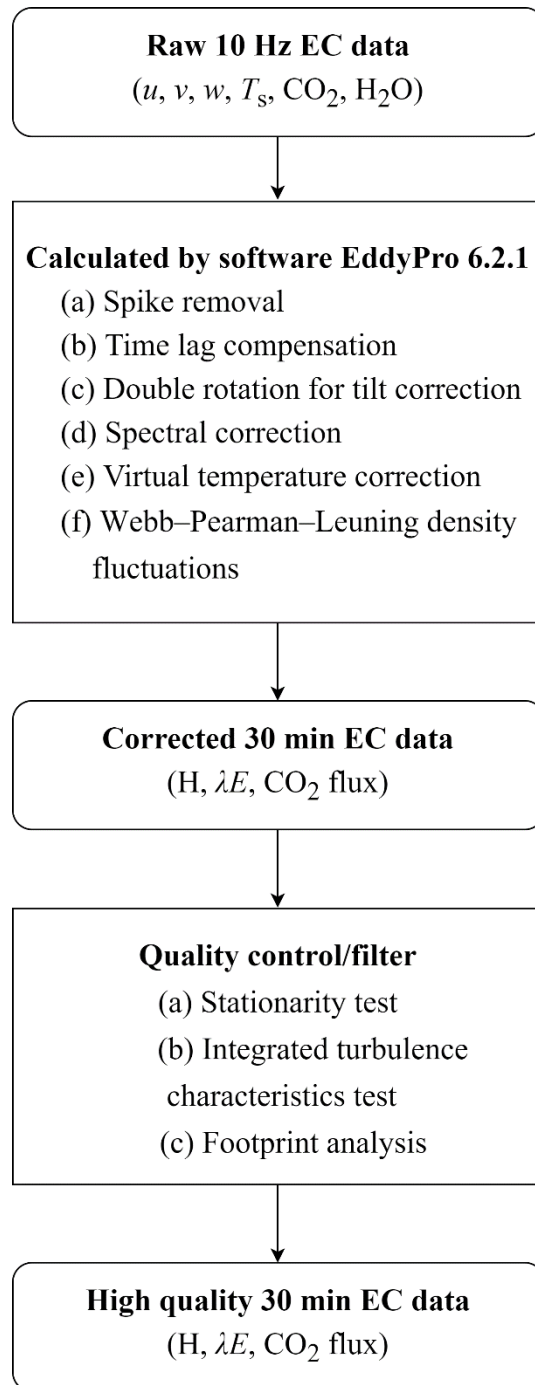 Raw 10 Hz EC data
(u, v, w, Ts, CO2, H2O)
Calculated by software EddyPro 6.2.1
(a) Spike removal
(b) Time lag compensation
(c) Double rotation for tilt correction
(d) Spectral correction
(e) Virtual temperature correction
(f) Webb–Pearman–Leuning density
fluctuations
Corrected 30 min EC data
(H, λE, CO2 flux)
Quality control/filter
(a) Stationarity test
(b) Integrated turbulence
characteristics test
(c) Footprint analysis
High quality 30 min EC data
(H, λE, CO2 flux)